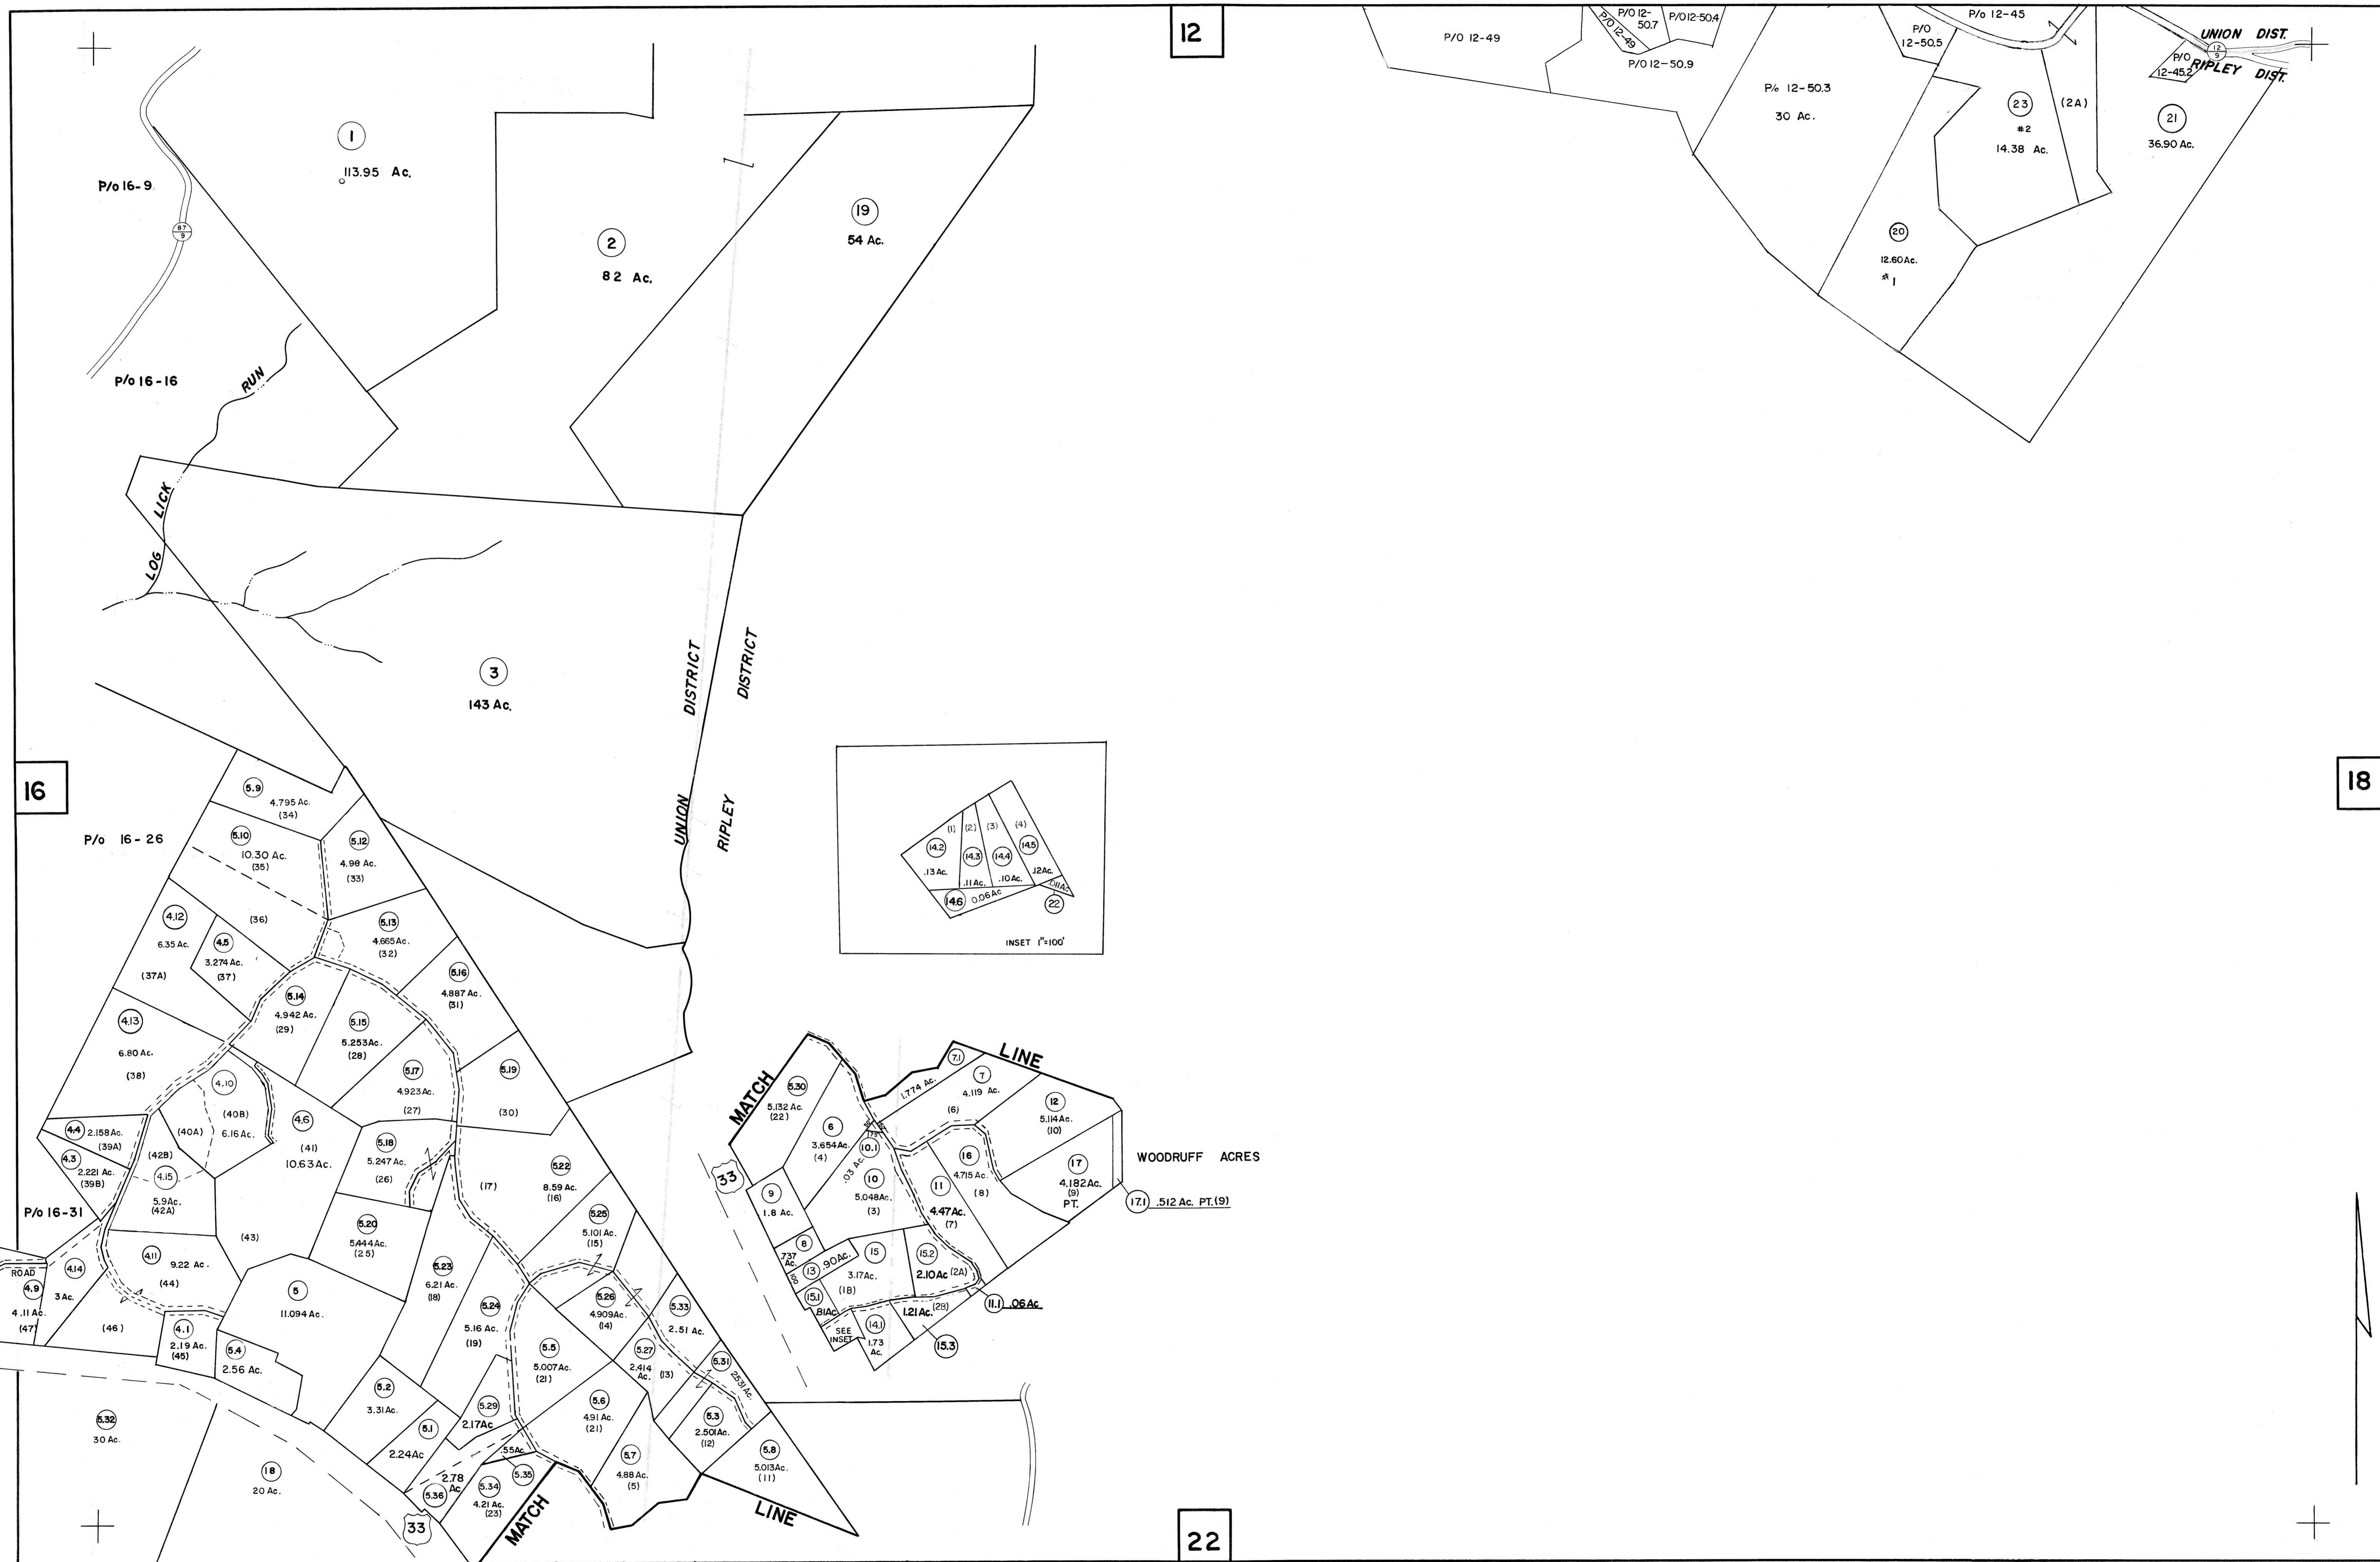 12
P/O 12-49
P/O 12-49
P/O 12-
50.7
P/O 12-50.4
P/O 12-50.9
P/o 12-50.3
30 Ac.
P/O
12-50.5
P/o 12-45
UNION DIST.
12
9
P/O
12-45.2
RIPLEY DIST.
23
#2
14.38 Ac.
(2A)
21
36.90 Ac.
20
12.60 Ac.
#1
1
113.95 Ac.
P/o 16-9
87
9
2
82 Ac.
19
54 Ac.
P/o 16-16
LOG LICK RUN
3
143 Ac.
UNION DISTRICT
RIPLEY DISTRICT
16
18
P/o 16-26
5.9
4.795 Ac.
(34)
5.10
10.30 Ac.
(35)
5.12
4.98 Ac.
(33)
(36)
4.12
6.35 Ac.
(37A)
4.5
3.274 Ac.
(37)
5.13
4.665 Ac.
(32)
5.16
4.887 Ac.
(31)
5.14
4.942 Ac.
(29)
5.15
5.253 Ac.
(28)
4.13
6.80 Ac.
(38)
5.17
4.923 Ac.
(27)
5.19
(30)
4.10
(40B)
6.16 Ac.
(40A)
4.6
(41)
10.63 Ac.
4.4
2.158 Ac.
(39A)
4.3
2.221 Ac.
(39B)
(42B)
4.15
5.9 Ac.
(42A)
5.18
5.247 Ac.
(26)
(17)
5.22
8.59 Ac.
(16)
P/o 16-31
(43)
5.20
5.444 Ac.
(25)
5.25
5.101 Ac.
(15)
ROAD
4.9
4.11 Ac.
(47)
4.14
3 Ac.
4.11
9.22 Ac.
(44)
(46)
5
11.094 Ac.
5.23
6.21 Ac.
(18)
5.24
5.16 Ac.
(19)
5.26
4.909 Ac.
(14)
5.33
2.51 Ac.
4.1
2.19 Ac.
(45)
5.4
2.56 Ac.
5.5
5.007 Ac.
(21)
5.27
2.414
Ac.
(13)
5.31
2.531 Ac.
5.2
3.31 Ac.
5.1
2.24 Ac
5.29
2.17 Ac
5.6
4.91 Ac.
(21)
5.3
2.501 Ac.
(12)
5.32
30 Ac.
18
20 Ac.
.55 Ac.
5.35
2.78
Ac.
5.36
5.34
4.21 Ac.
(23)
5.7
4.88 Ac.
(5)
5.8
5.013 Ac.
(11)
33
MATCH LINE
(1)
(2)
(3)
(4)
14.2
14.3
14.4
14.5
.13 Ac.
.11 Ac.
.10 Ac.
.12 Ac.
.011 Ac
14.6
0.06 Ac
22
INSET 1"=100'
MATCH LINE
5.30
5.132 Ac.
(22)
7.1
1.774 Ac.
7
4.119 Ac.
(6)
6
3.654 Ac.
(4)
12
5.114 Ac.
(10)
175
10.1
.03 Ac.
10
5.048 Ac.
(3)
16
4.715 Ac.
(8)
17
4.182 Ac.
(9)
PT.
WOODRUFF ACRES
17.1 .512 Ac. PT.(9)
33
9
1.8 Ac.
11
4.47 Ac.
(7)
8
.737
Ac.
100
13
.90 Ac.
15
3.17 Ac.
(1B)
15.2
2.10 Ac (2A)
15.1
.81 Ac.
1.21 Ac. (2B)
11.1 .06 Ac
SEE
INSET
14.1
1.73
Ac.
15.3
22